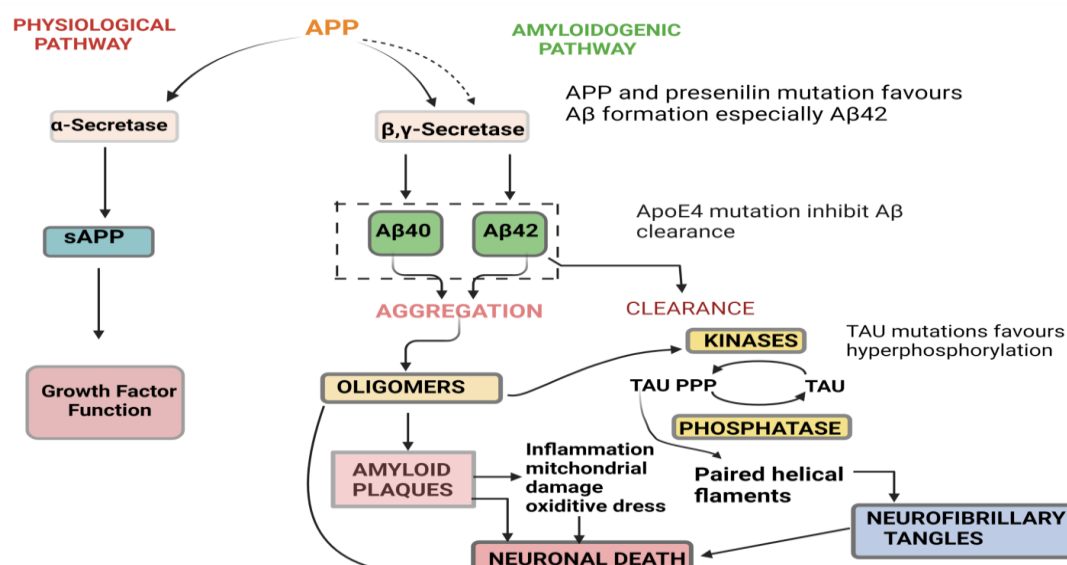 PHYSIOLOGICAL
PATHWAY
APP
AMYLOIDOGENIC
PATHWAY
APP and presenilin mutation favours
Aβ formation especially Aβ42
α-Secretase
β,γ-Secretase
sAPP
Aβ40
Aβ42
ApoE4 mutation inhibit Aβ
clearance
AGGREGATION
CLEARANCE
KINASES
TAU mutations favours
hyperphosphorylation
Growth Factor
Function
OLIGOMERS
TAU PPP
TAU
PHOSPHATASE
AMYLOID
PLAQUES
Inflammation
mitchondrial
damage
oxiditive dress
Paired helical
flaments
NEUROFIBRILLARY
TANGLES
NEURONAL DEATH